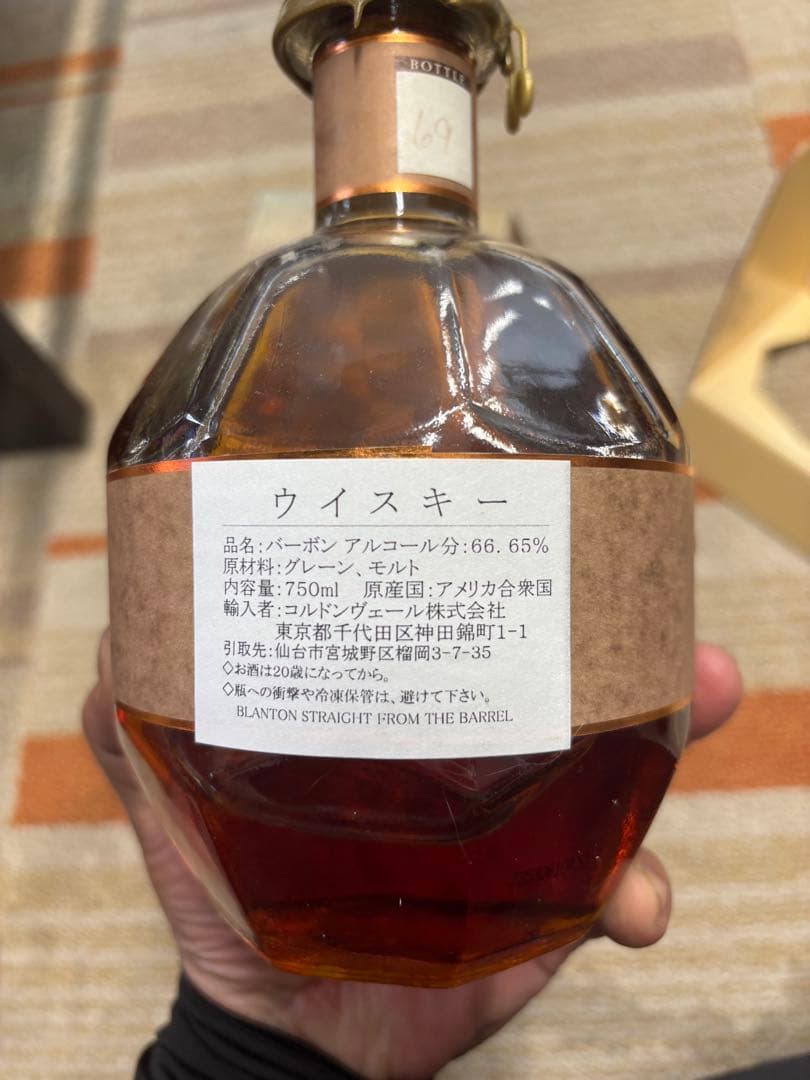 BOTTLE
69
ウイスキー
品名:バーボン アルコール分:66.65%
原材料:グレーン、モルト
内容量:750ml 原産国:アメリカ合衆国
輸入者:コルドンヴェール株式会社
東京都千代田区神田錦町1-1
引取先:仙台市宮城野区榴岡3-7-35
◇お酒は20歳になってから。
◇瓶への衝撃や冷凍保管は、避けて下さい。
BLANTON STRAIGHT FROM THE BARREL